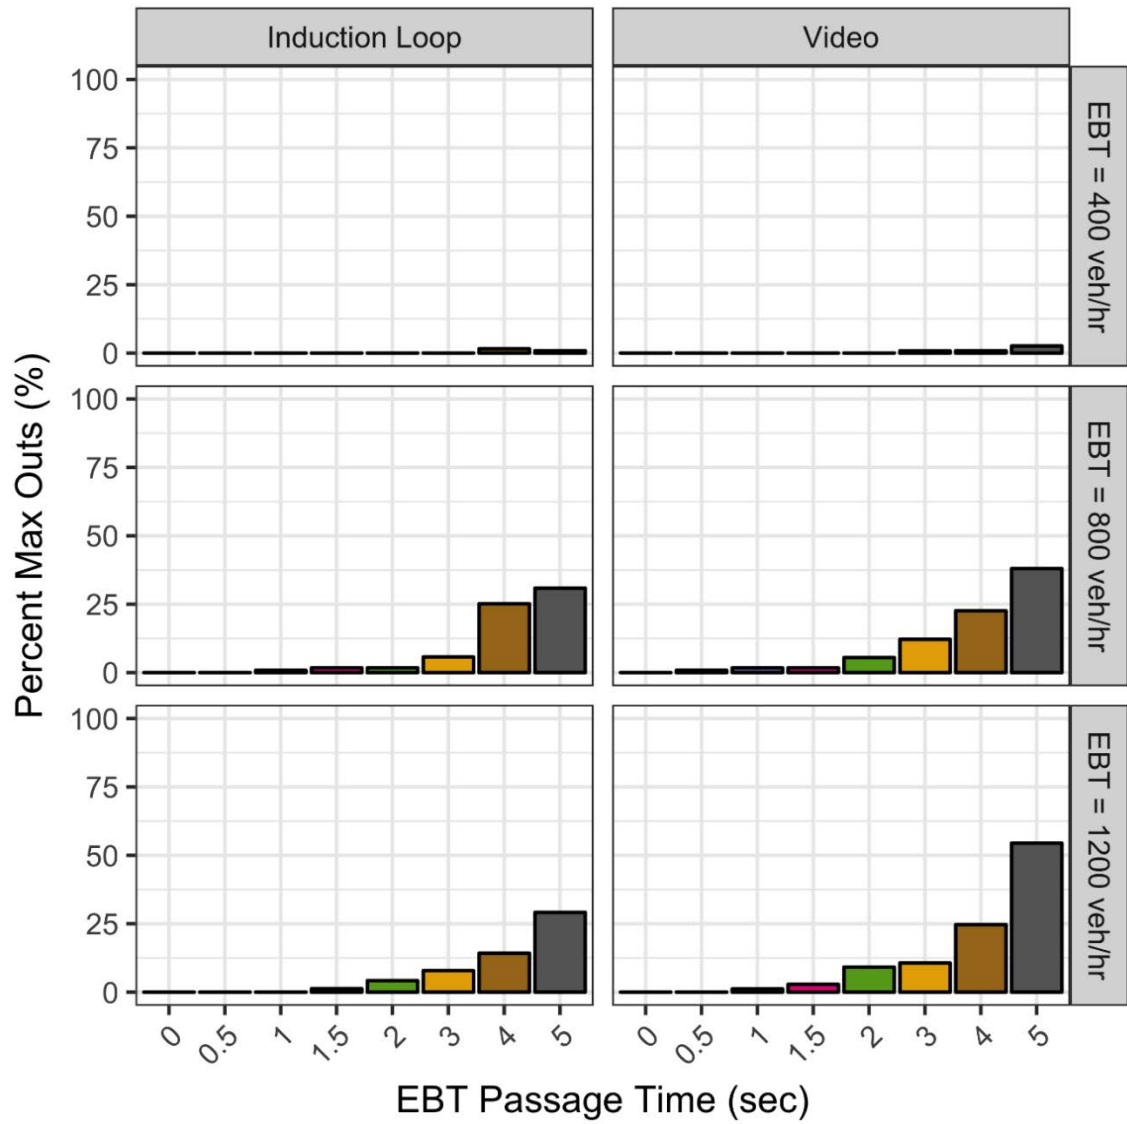 Induction Loop
Video
100
75
50
25
0
EBT = 400 veh/hr
100
75
50
25
0
EBT = 800 veh/hr
100
75
50
25
0
EBT = 1200 veh/hr
Percent Max Outs (%)
0 0.5 1 1.5 2 3 4 5
0 0.5 1 1.5 2 3 4 5
EBT Passage Time (sec)